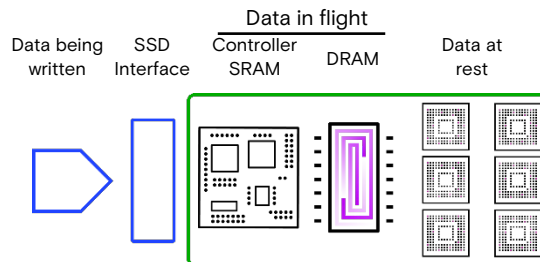 Data in flight
Data being
written
SSD
Interface
Controller
SRAM
DRAM
Data at
rest